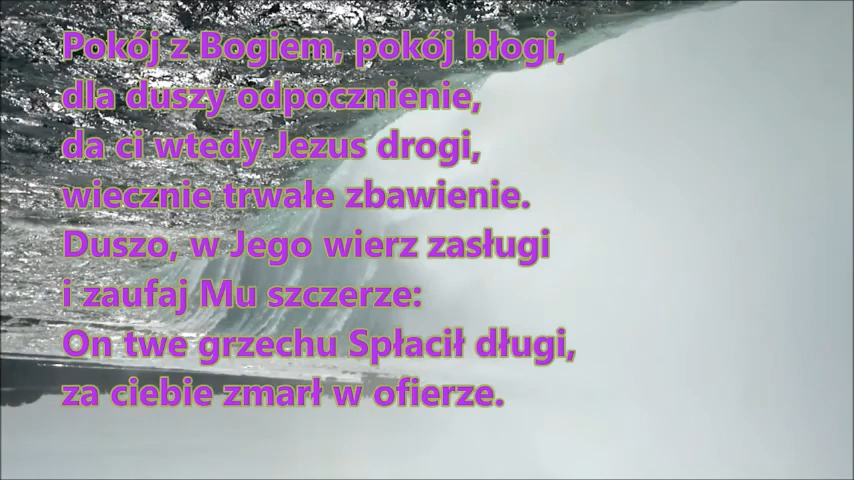 Pokój z Bogiem, pokój błogi,
dla duszy odpocznienie,
da ci wtedy Jezus drogi,
wiecznie trwałe zbawienie.
Duszo, w Jego wierz zasługi
i zaufaj Mu szczerze:
On twe grzechu Spłacił długi,
za ciebie zmarł w ofierze.